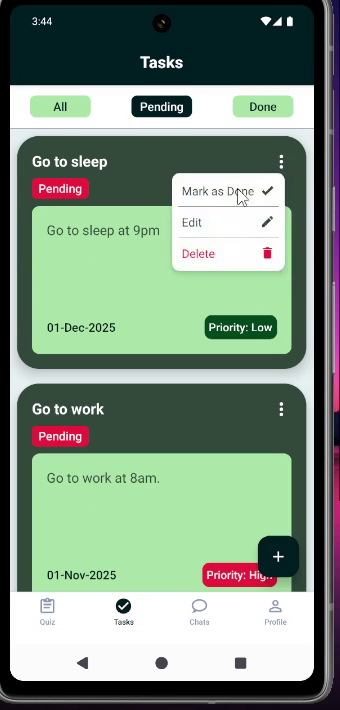 3:44
Tasks
All Pending Done
Go to sleep
Pending
Mark as Done
Edit
Delete
Go to sleep at 9pm
01-Dec-2025 Priority: Low
Go to work
Pending
Go to work at 8am.
01-Nov-2025 Priority: High
+
Quiz Tasks Chats Profile